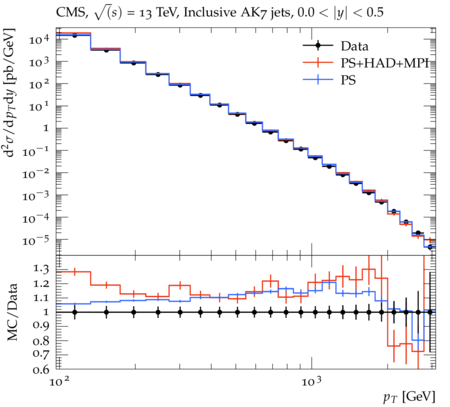 CMS, √(s) = 13 TeV, Inclusive AK7 jets, 0.0 < |y| < 0.5
d²σ/dp_T dy [pb/GeV]
10⁴
10³
10²
10¹
1
10⁻¹
10⁻²
10⁻³
10⁻⁴
10⁻⁵
Data
PS+HAD+MPI
PS
MC/Data
1.3
1.2
1.1
1
0.9
0.8
0.7
0.6
10² 10³
p_T [GeV]